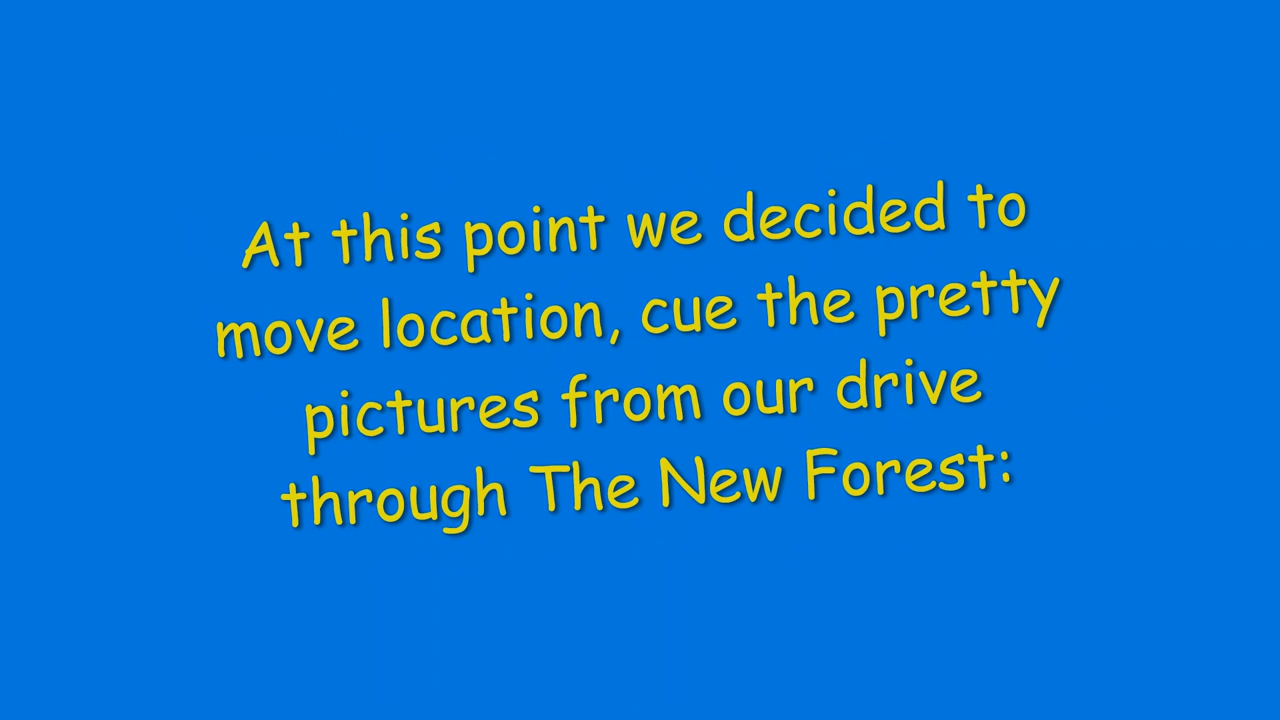 At this point we decided to
move location, cue the pretty
pictures from our drive
through The New Forest: